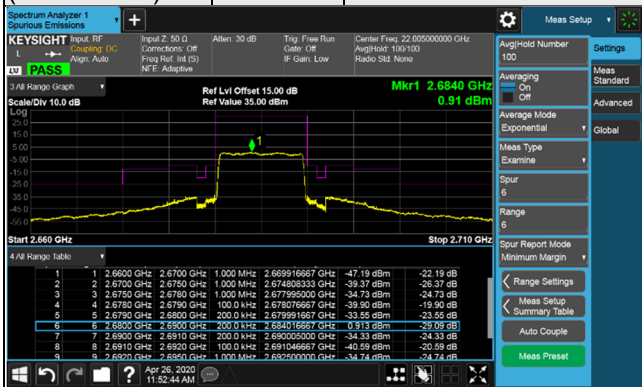 Spectrum Analyzer 1
Spurious Emissions
Meas Setup
KEYSIGHT
Input: RF
Coupling: DC
Align: Auto
Input Z: 50 Ω
Corrections: Off
Freq Ref: Int (S)
NFE: Adaptive
Atten: 30 dB
Trig: Free Run
Gate: Off
IF Gain: Low
Center Freq: 22.005000000 GHz
Avg|Hold: 100/100
Radio Std: None
L
LXI PASS
3 All Range Graph
Scale/Div 10.0 dB
Ref Lvl Offset 15.00 dB
Ref Value 35.00 dBm
Mkr1 2.6840 GHz
0.91 dBm
Log
25.0
15.0
5.00
-5.00
-15.0
-25.0
-35.0
-45.0
-55.0
1
Start 2.660 GHz
Stop 2.710 GHz
4 All Range Table
1 1 2.6600 GHz 2.6700 GHz 1.000 MHz 2.669916667 GHz -47.19 dBm -22.19 dB
2 2 2.6700 GHz 2.6750 GHz 1.000 MHz 2.674808333 GHz -39.37 dBm -26.37 dB
3 3 2.6750 GHz 2.6780 GHz 1.000 MHz 2.677995000 GHz -34.73 dBm -24.73 dB
4 4 2.6780 GHz 2.6790 GHz 100.0 kHz 2.678076667 GHz -39.90 dBm -19.90 dB
5 5 2.6790 GHz 2.6800 GHz 200.0 kHz 2.679991667 GHz -33.55 dBm -23.55 dB
6 6 2.6800 GHz 2.6900 GHz 200.0 kHz 2.684016667 GHz 0.913 dBm -29.09 dB
7 7 2.6900 GHz 2.6910 GHz 200.0 kHz 2.690005000 GHz -34.33 dBm -24.33 dB
8 8 2.6910 GHz 2.6920 GHz 100.0 kHz 2.691046667 GHz -40.59 dBm -20.59 dB
9 9 2.6920 GHz 2.6950 GHz 1.000 MHz 2.692500000 GHz -34.74 dBm -24.74 dB
Apr 26, 2020
11:52:44 AM
Avg|Hold Number
100
Averaging
On
Off
Average Mode
Exponential
Meas Type
Examine
Spur
6
Range
6
Spur Report Mode
Minimum Margin
Range Settings
Meas Setup
Summary Table
Auto Couple
Meas Preset
Settings
Meas
Standard
Advanced
Global